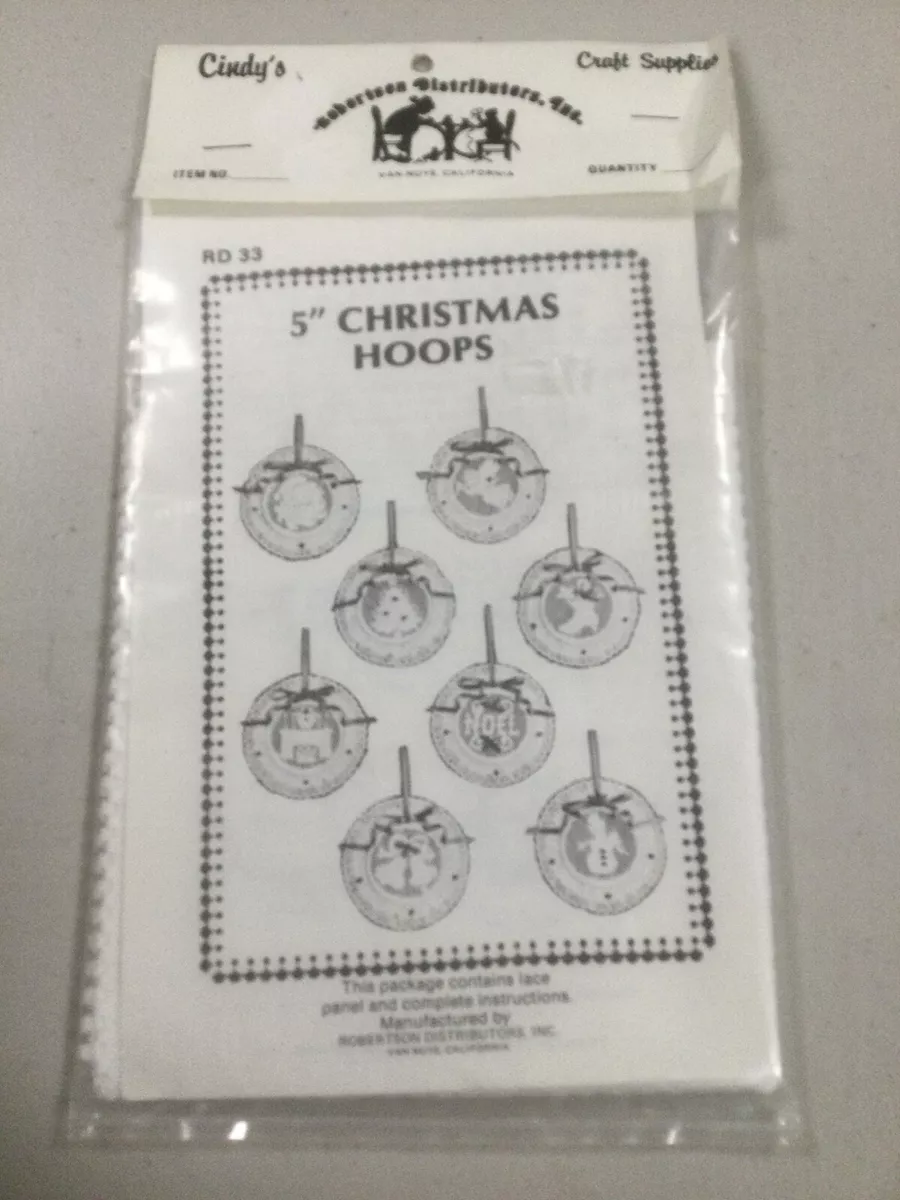 Cindy's
Craft Supplies
Robertson Distributors, Inc.
VAN NUYS, CALIFORNIA
ITEM NO.
QUANTITY
RD 33
5" CHRISTMAS
HOOPS
NOEL
This package contains lace
panel and complete instructions.
Manufactured by
ROBERTSON DISTRIBUTORS, INC.
VAN NUYS, CALIFORNIA